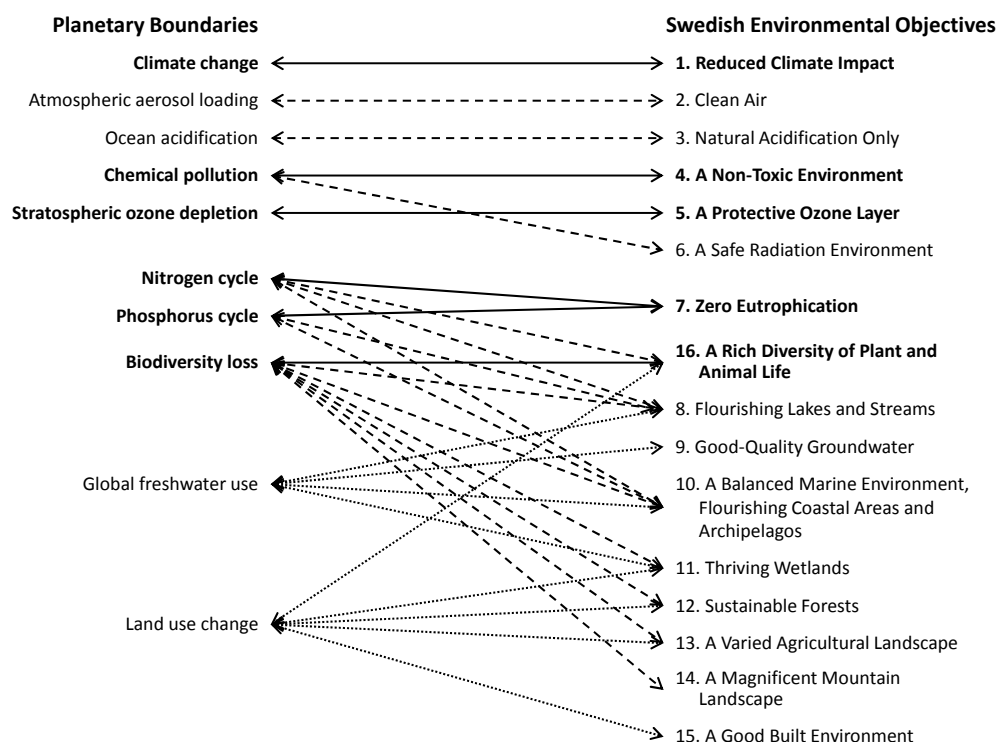 Planetary Boundaries
Swedish Environmental Objectives
Climate change
1. Reduced Climate Impact
Atmospheric aerosol loading
2. Clean Air
Ocean acidification
3. Natural Acidification Only
Chemical pollution
4. A Non-Toxic Environment
Stratospheric ozone depletion
5. A Protective Ozone Layer
6. A Safe Radiation Environment
Nitrogen cycle
7. Zero Eutrophication
Phosphorus cycle
Biodiversity loss
16. A Rich Diversity of Plant and
Animal Life
8. Flourishing Lakes and Streams
9. Good-Quality Groundwater
Global freshwater use
10. A Balanced Marine Environment,
Flourishing Coastal Areas and
Archipelagos
11. Thriving Wetlands
12. Sustainable Forests
Land use change
13. A Varied Agricultural Landscape
14. A Magnificent Mountain
Landscape
15. A Good Built Environment